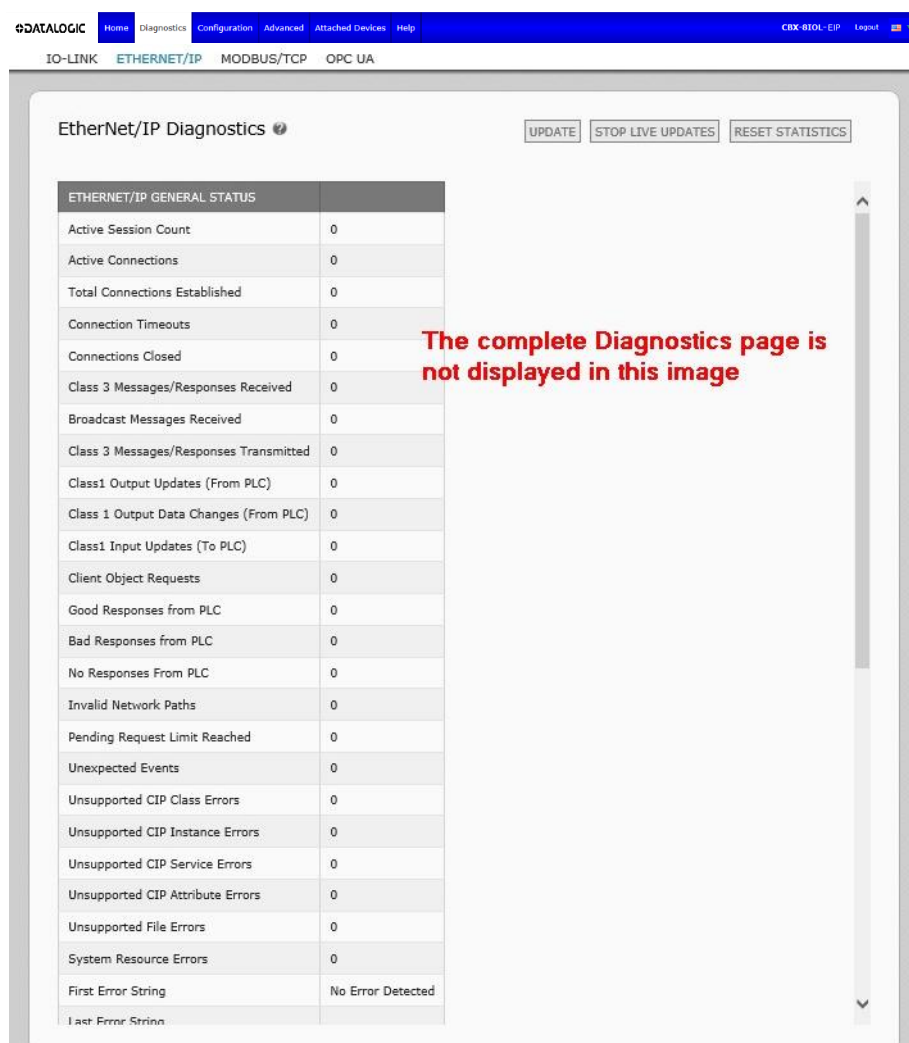 DATALOGIC Home Diagnostics Configuration Advanced Attached Devices Help CBX-8IOL-EIP Logout
IO-LINK ETHERNET/IP MODBUS/TCP OPC UA
EtherNet/IP Diagnostics ?
UPDATE STOP LIVE UPDATES RESET STATISTICS
ETHERNET/IP GENERAL STATUS
Active Session Count 0
Active Connections 0
Total Connections Established 0
Connection Timeouts 0
Connections Closed 0
The complete Diagnostics page is
not displayed in this image
Class 3 Messages/Responses Received 0
Broadcast Messages Received 0
Class 3 Messages/Responses Transmitted 0
Class1 Output Updates (From PLC) 0
Class 1 Output Data Changes (From PLC) 0
Class1 Input Updates (To PLC) 0
Client Object Requests 0
Good Responses from PLC 0
Bad Responses from PLC 0
No Responses From PLC 0
Invalid Network Paths 0
Pending Request Limit Reached 0
Unexpected Events 0
Unsupported CIP Class Errors 0
Unsupported CIP Instance Errors 0
Unsupported CIP Service Errors 0
Unsupported CIP Attribute Errors 0
Unsupported File Errors 0
System Resource Errors 0
First Error String No Error Detected
Last Error String